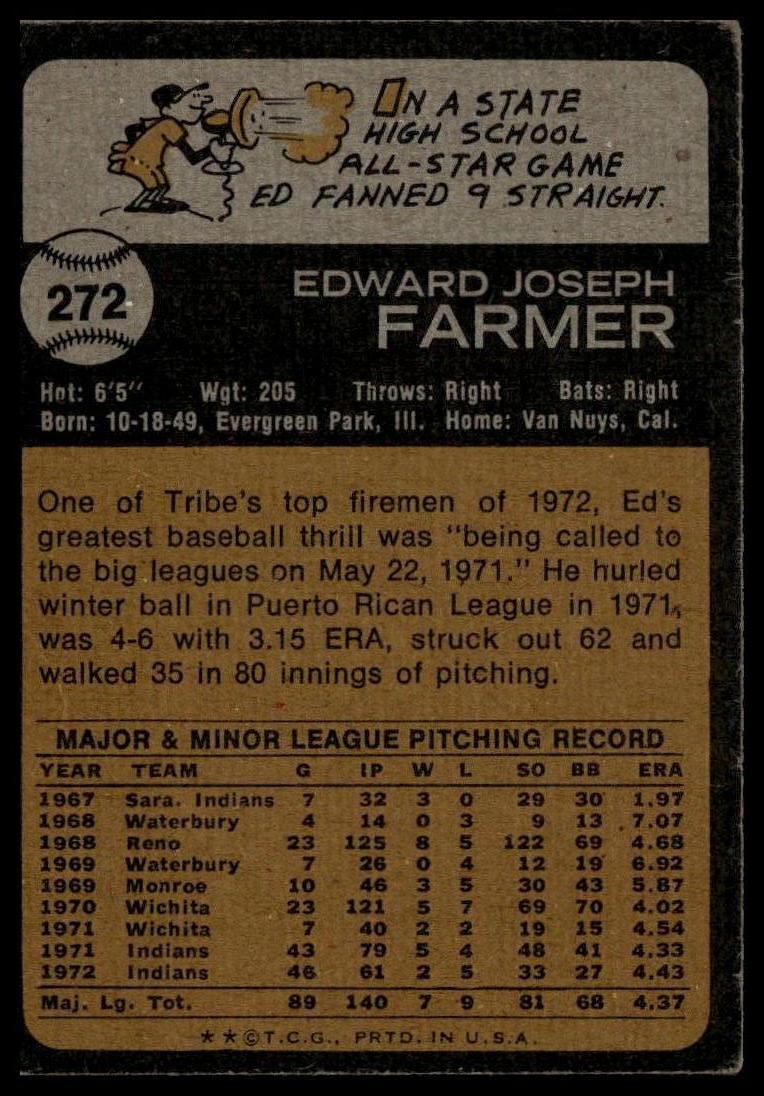 ON A STATE
HIGH SCHOOL
ALL-STAR GAME
ED FANNED 9 STRAIGHT.
272
EDWARD JOSEPH
FARMER
Hgt: 6'5" Wgt: 205 Throws: Right Bats: Right
Born: 10-18-49, Evergreen Park, Ill. Home: Van Nuys, Cal.
One of Tribe's top firemen of 1972, Ed's
greatest baseball thrill was "being called to
the big leagues on May 22, 1971." He hurled
winter ball in Puerto Rican League in 1971,
was 4-6 with 3.15 ERA, struck out 62 and
walked 35 in 80 innings of pitching.
MAJOR & MINOR LEAGUE PITCHING RECORD
YEAR TEAM G IP W L SO BB ERA
1967 Sara. Indians 7 32 3 0 29 30 1.97
1968 Waterbury 4 14 0 3 9 13 7.07
1968 Reno 23 125 8 5 122 69 4.68
1969 Waterbury 7 26 0 4 12 19 6.92
1969 Monroe 10 46 3 5 30 43 5.87
1970 Wichita 23 121 5 7 69 70 4.02
1971 Wichita 7 40 2 2 19 15 4.54
1971 Indians 43 79 5 4 48 41 4.33
1972 Indians 46 61 2 5 33 27 4.43
Maj. Lg. Tot. 89 140 7 9 81 68 4.37
* * © T.C.G., PRTD. IN U.S.A.